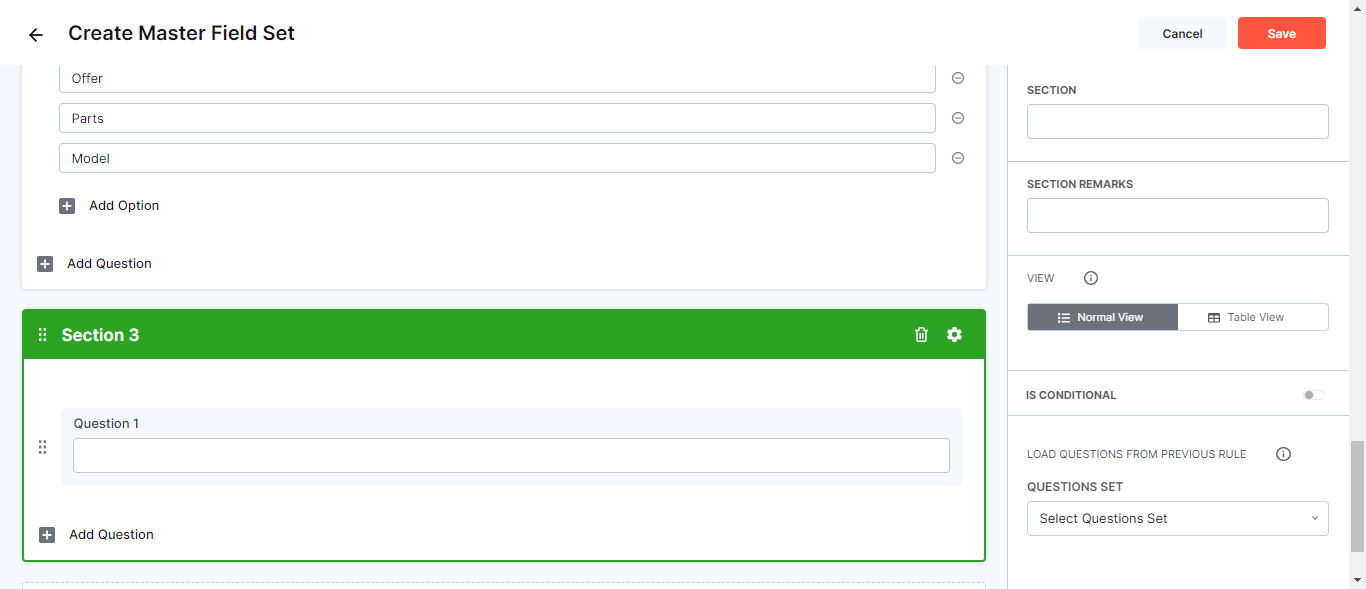 Create Master Field Set
Cancel
Save
Offer
Parts
Model
Add Option
Add Question
Section 3
Question 1
Add Question
SECTION
SECTION REMARKS
VIEW
Normal View
Table View
IS CONDITIONAL
LOAD QUESTIONS FROM PREVIOUS RULE
QUESTIONS SET
Select Questions Set